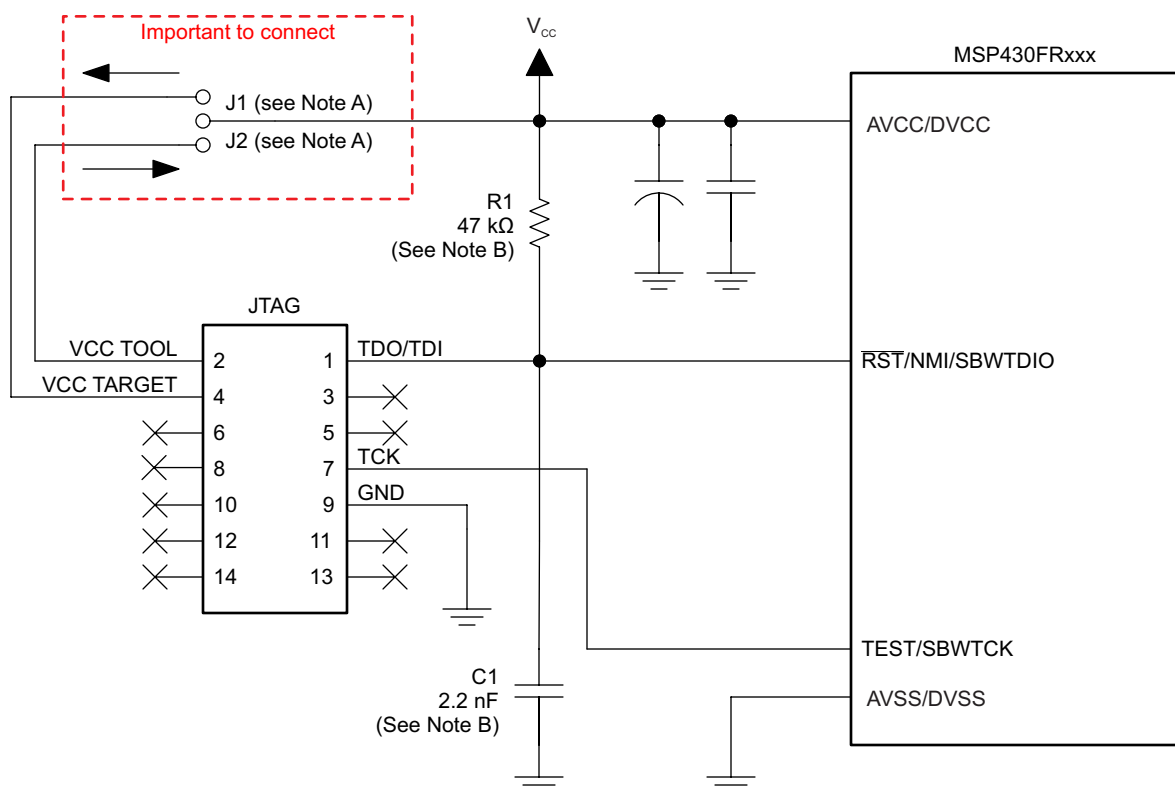 Important to connect
J1 (see Note A)
J2 (see Note A)
VCC
MSP430FRxxx
AVCC/DVCC
R1
47 kΩ
(See Note B)
JTAG
VCC TOOL
2
1
TDO/TDI
RST/NMI/SBWTDIO
VCC TARGET
4
3
6
5
8
7
TCK
10
9
GND
12
11
14
13
TEST/SBWTCK
C1
2.2 nF
(See Note B)
AVSS/DVSS